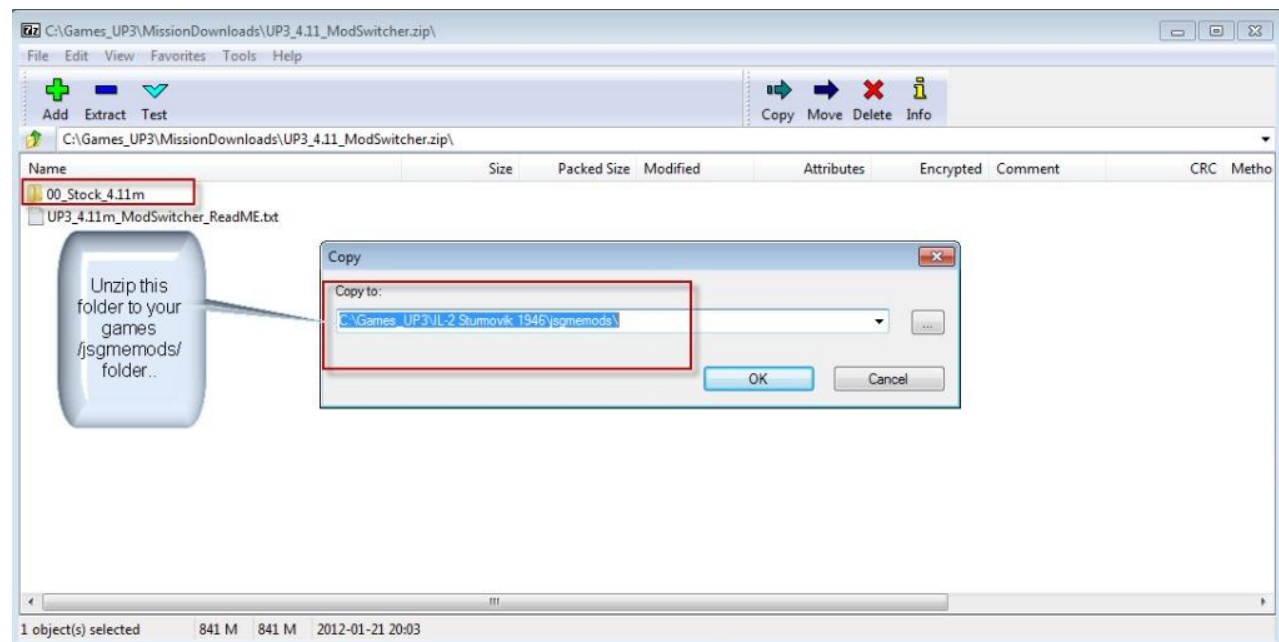 C:\Games_UP3\MissionDownloads\UP3_4.11_ModSwitcher.zip\
File Edit View Favorites Tools Help
Add Extract Test Copy Move Delete Info
C:\Games_UP3\MissionDownloads\UP3_4.11_ModSwitcher.zip\
Name Size Packed Size Modified Attributes Encrypted Comment CRC Metho
00_Stock_4.11m
UP3_4.11m_ModSwitcher_ReadME.txt
Unzip this
folder to your
games
/jsgmemods/
folder..
Copy
Copy to:
C:\Games_UP3\IL-2 Sturmovik 1946\jsgmemods\
...
OK Cancel
1 object(s) selected 841 M 841 M 2012-01-21 20:03